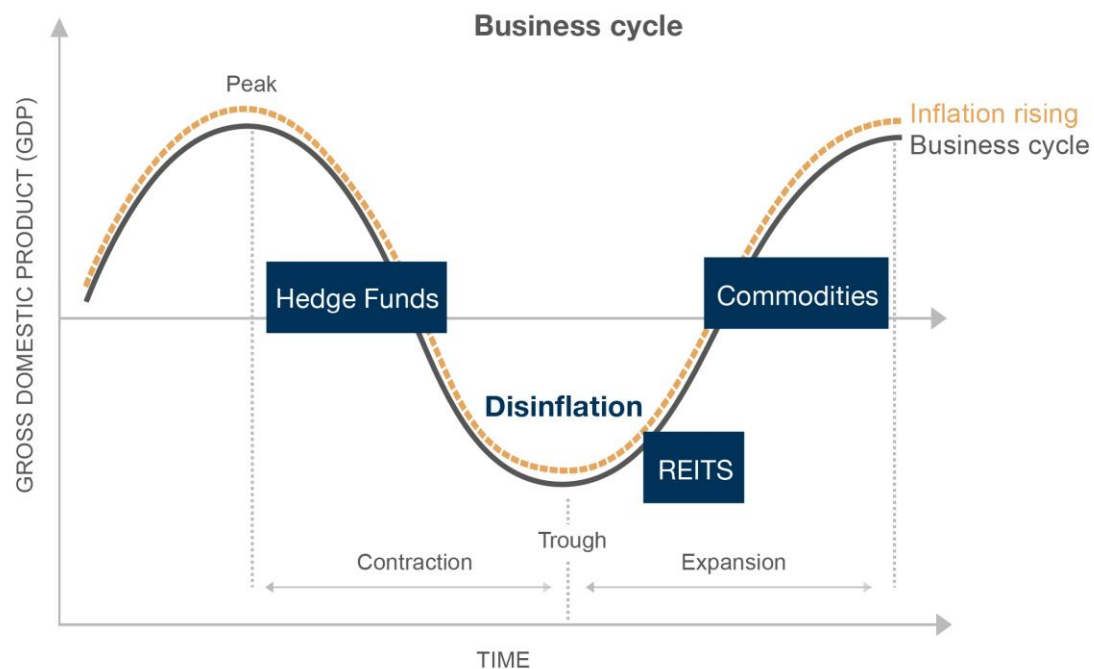 Business cycle
Peak
Inflation rising
Business cycle
GROSS DOMESTIC PRODUCT (GDP)
Hedge Funds
Commodities
Disinflation
REITS
Trough
Contraction
Expansion
TIME